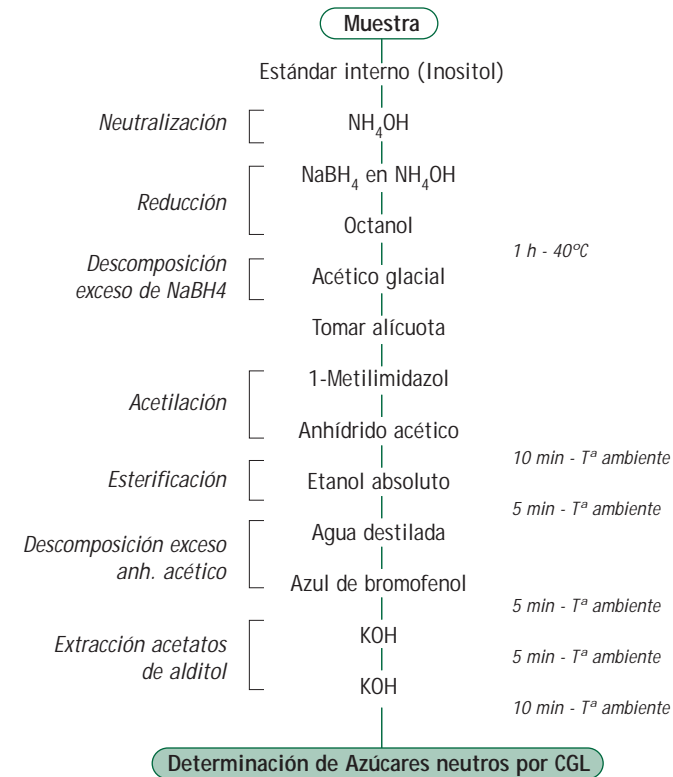 Muestra
Estándar interno (Inositol)
Neutralización
NH4OH
Reducción
NaBH4 en NH4OH
Octanol
1 h - 40ºC
Descomposición
exceso de NaBH4
Acético glacial
Tomar alícuota
Acetilación
1-Metilimidazol
Anhídrido acético
10 min - Tª ambiente
Esterificación
Etanol absoluto
5 min - Tª ambiente
Descomposición exceso
anh. acético
Agua destilada
Azul de bromofenol
5 min - Tª ambiente
Extracción acetatos
de alditol
KOH
5 min - Tª ambiente
KOH
10 min - Tª ambiente
Determinación de Azúcares neutros por CGL